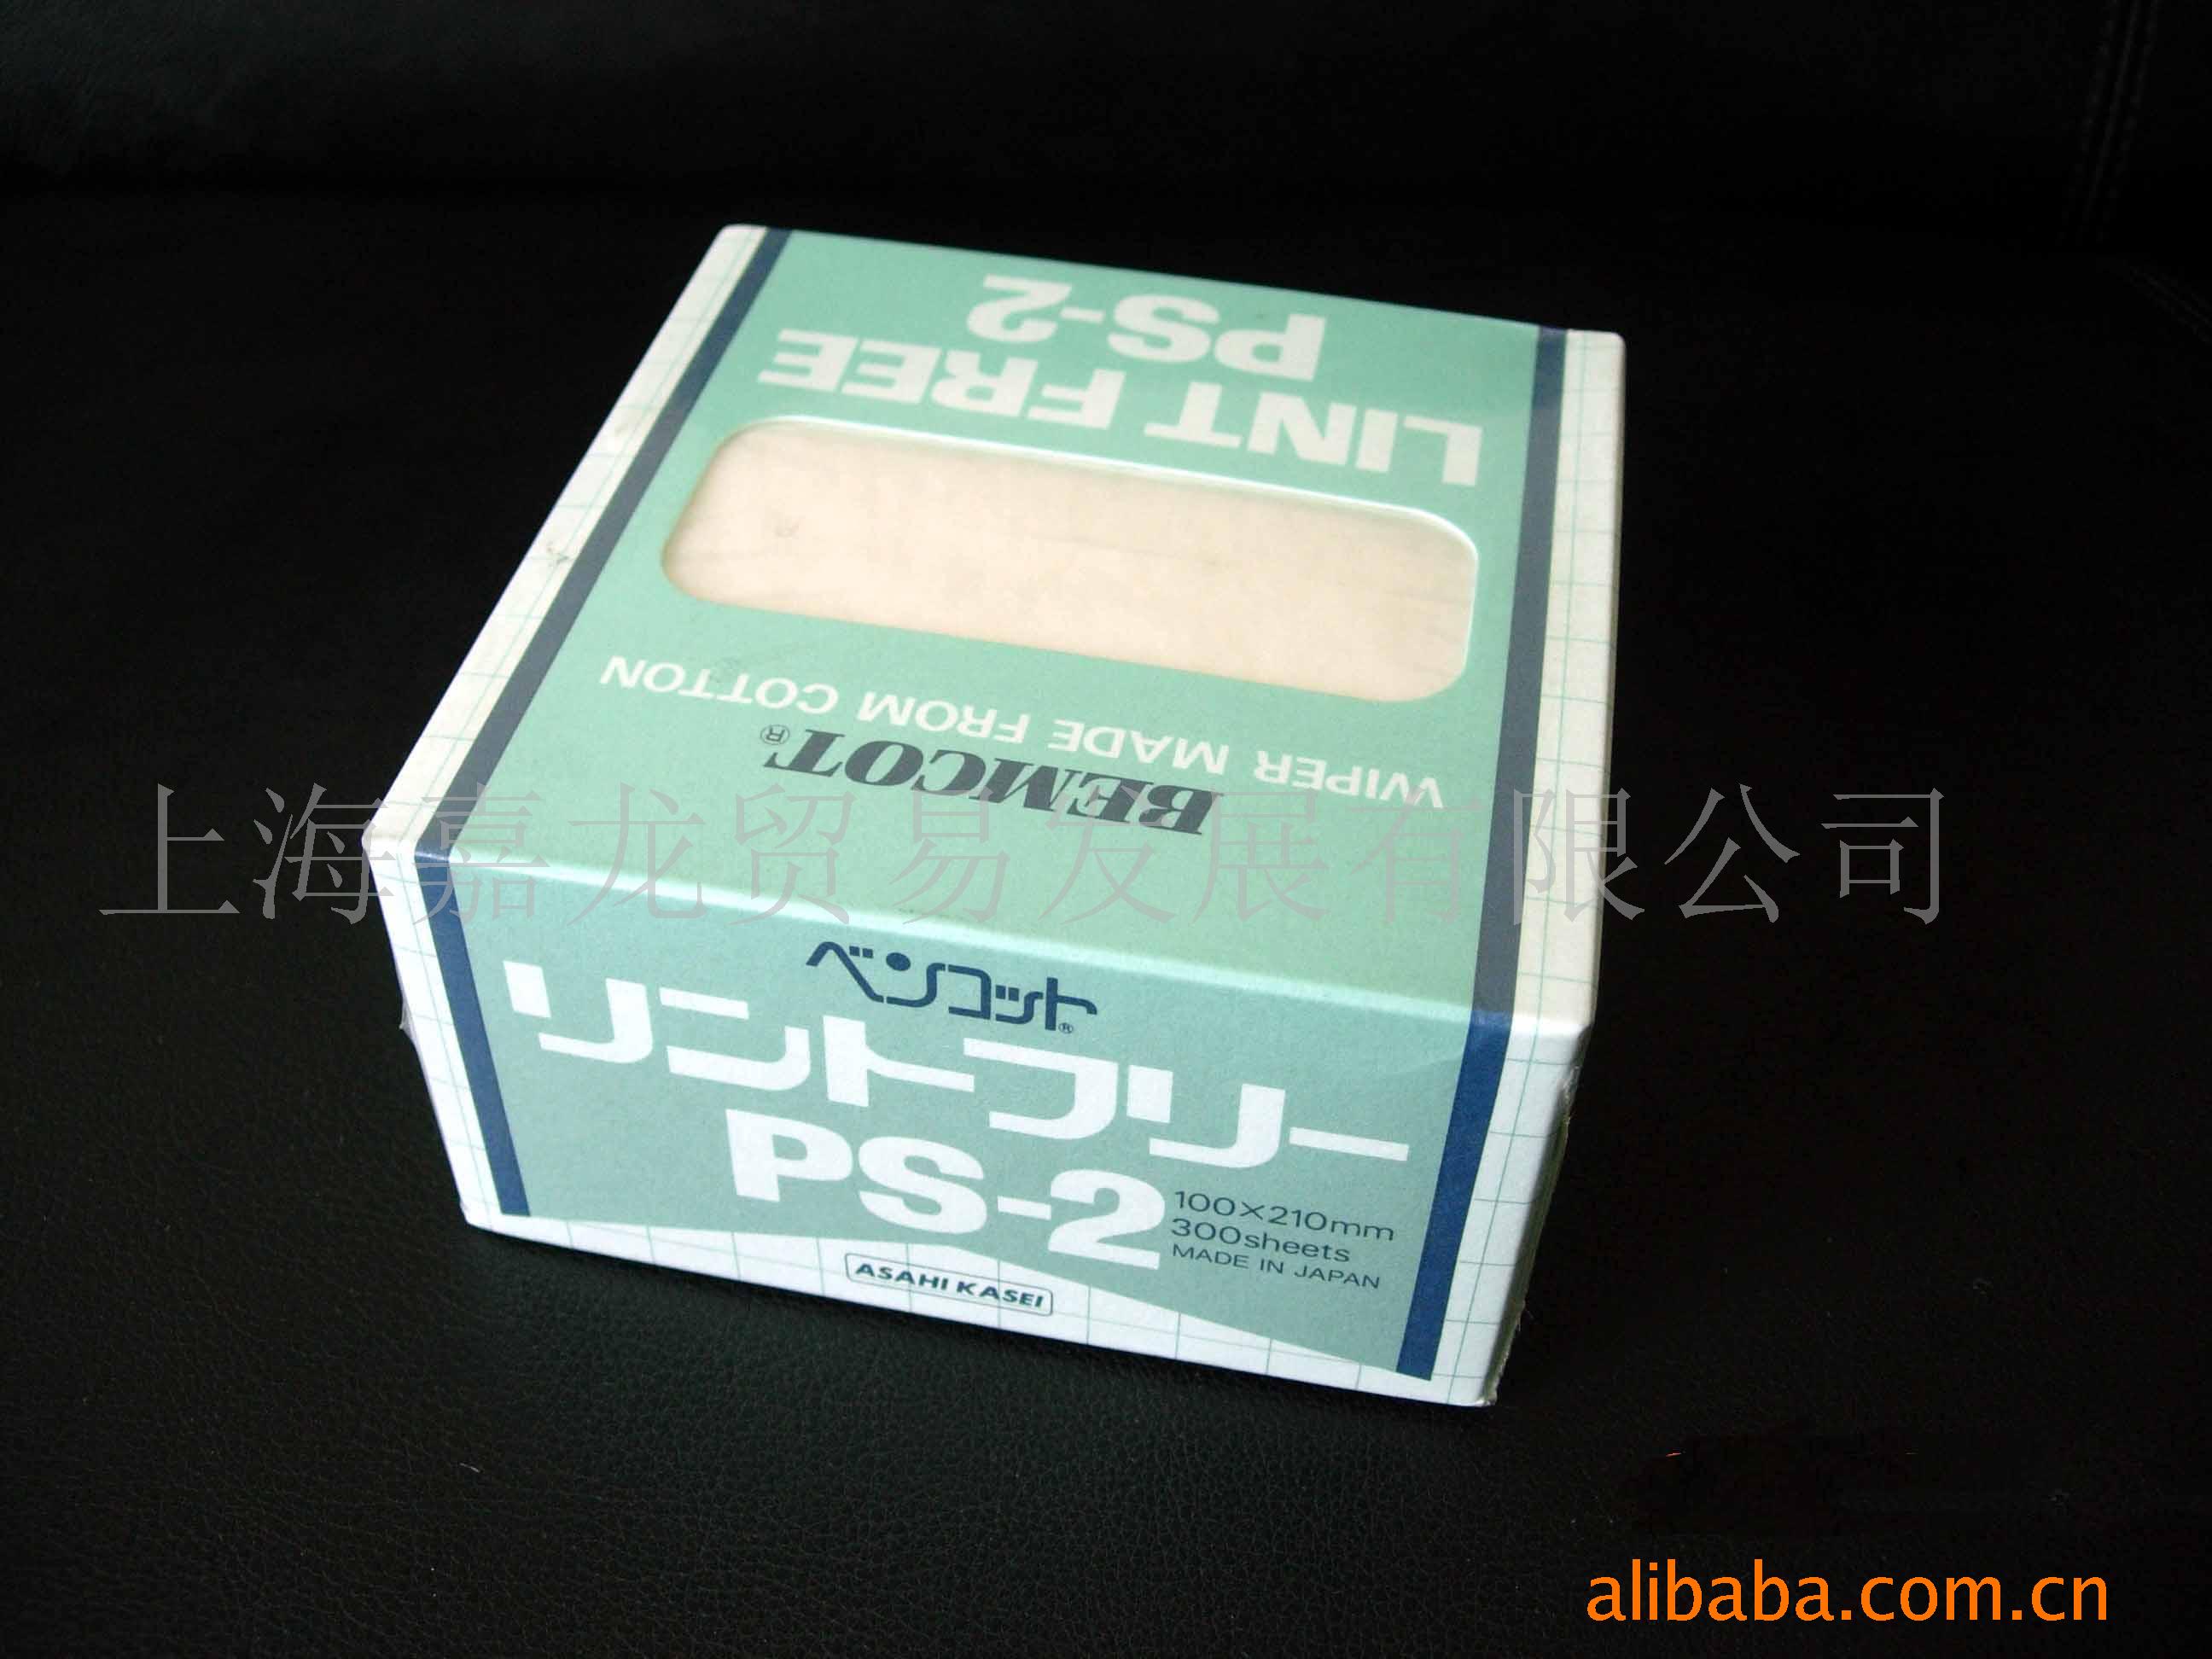 PS-2
LINT FREE
WIPER MADE FROM COTTON
BEMCOT®
上海嘉龙贸易发展有限公司
ベンコット®
リントフリー
PS-2
100×210mm
300sheets
MADE IN JAPAN
ASAHI KASEI
alibaba.com.cn